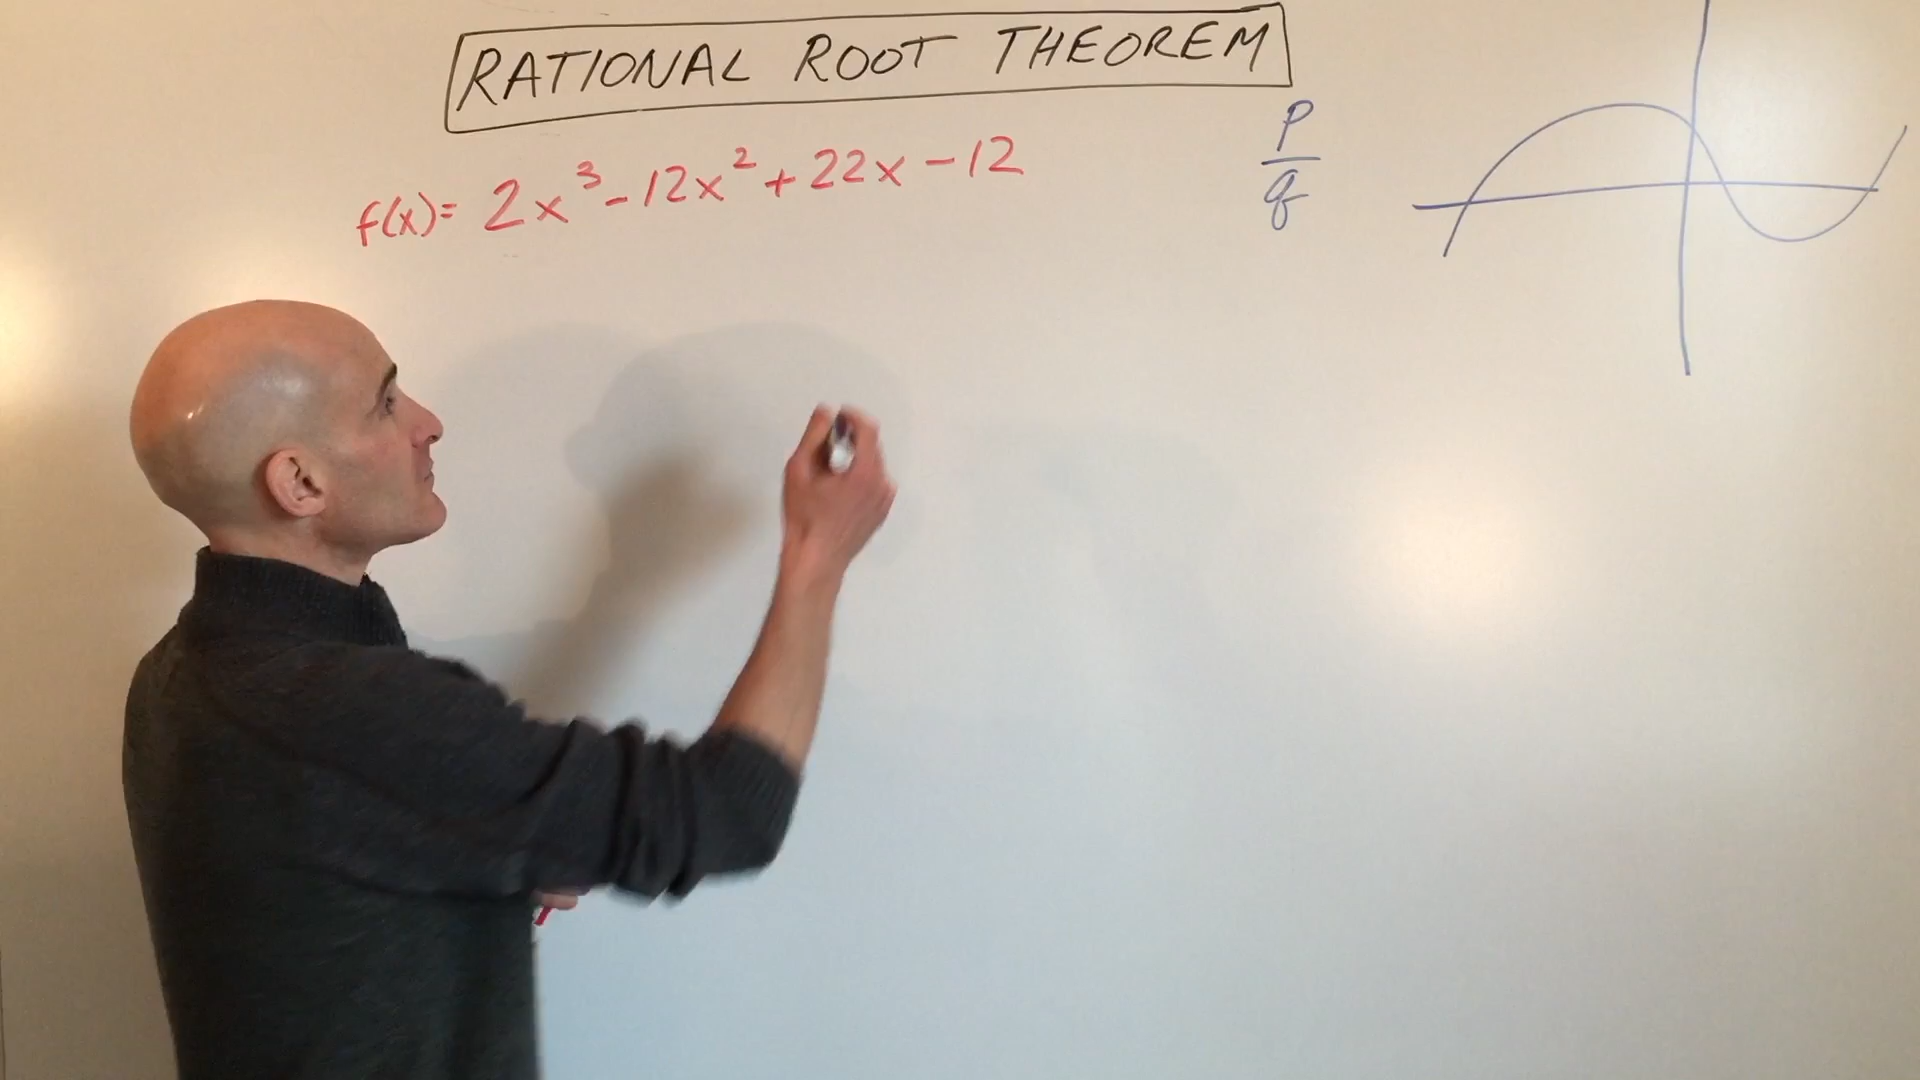 RATIONAL ROOT THEOREM
f(x)= 2x³-12x²+22x-12
p
q